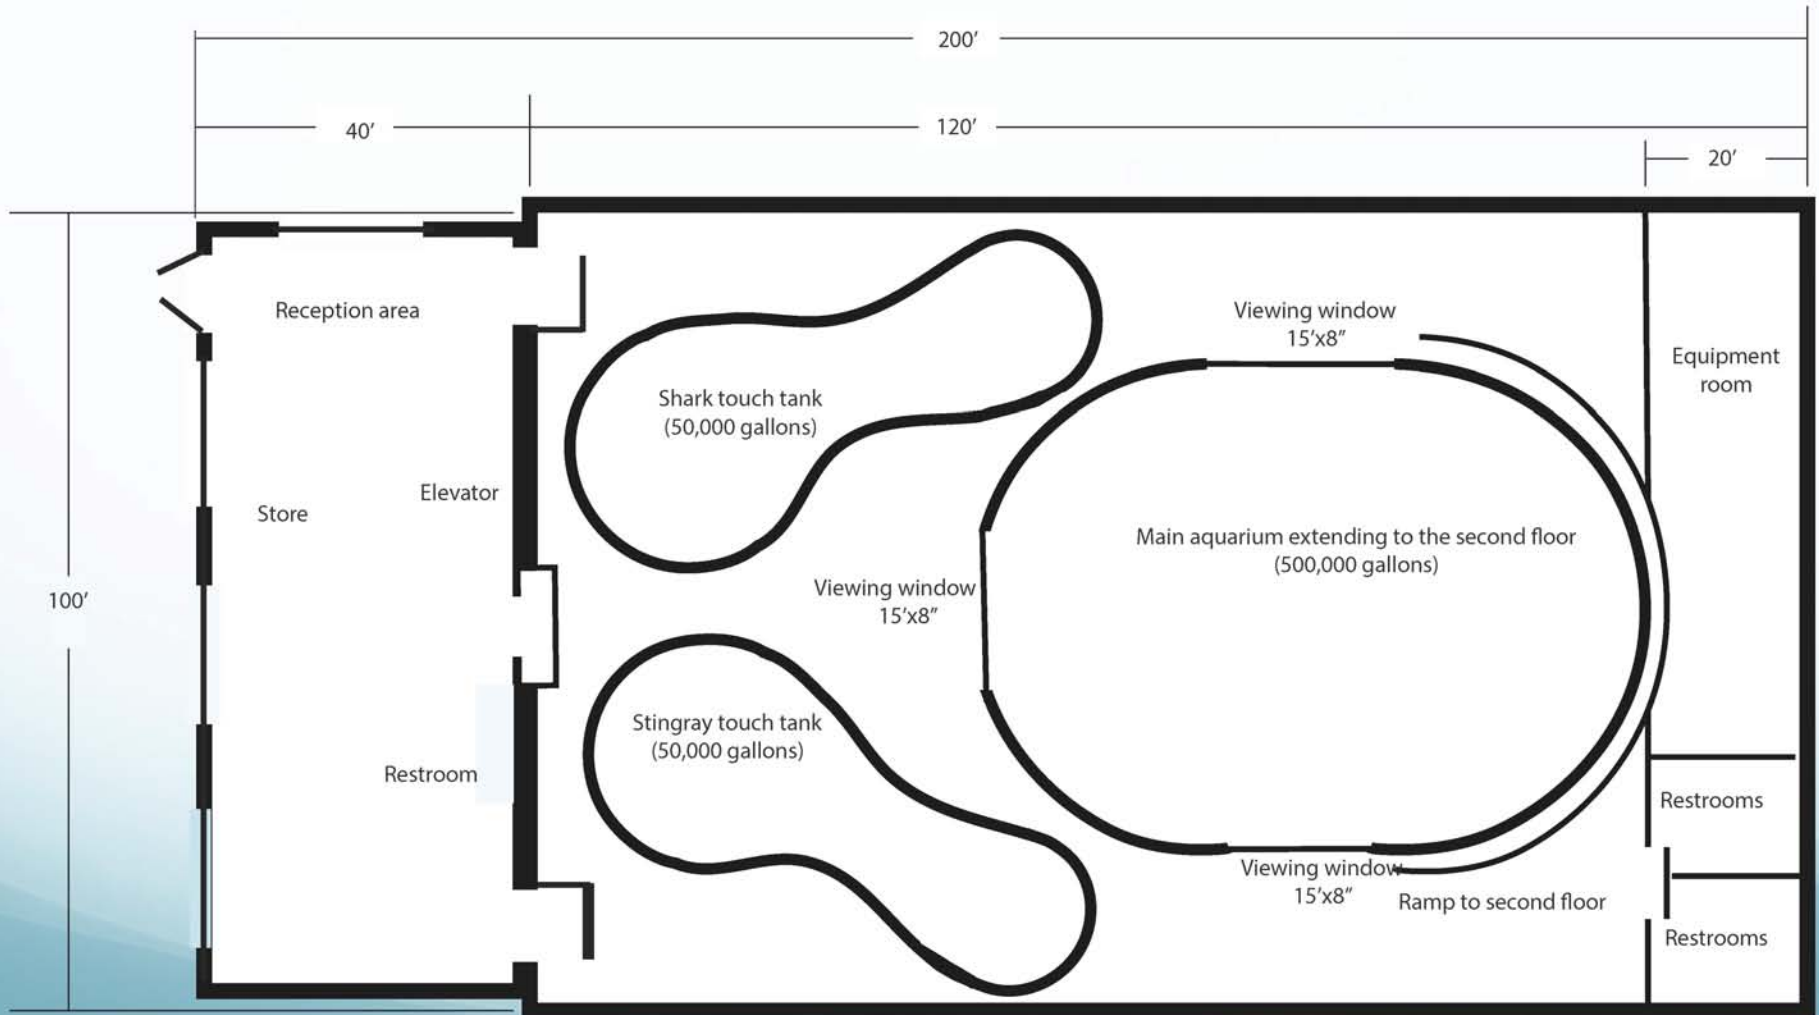 200’
40’
120’
20’
Reception area
Viewing window
15’x8”
Equipment
room
Shark touch tank
(50,000 gallons)
Elevator
Store
Main aquarium extending to the second floor
(500,000 gallons)
100’
Viewing window
15’x8”
Stingray touch tank
(50,000 gallons)
Restroom
Restrooms
Viewing window
15’x8”
Ramp to second floor
Restrooms